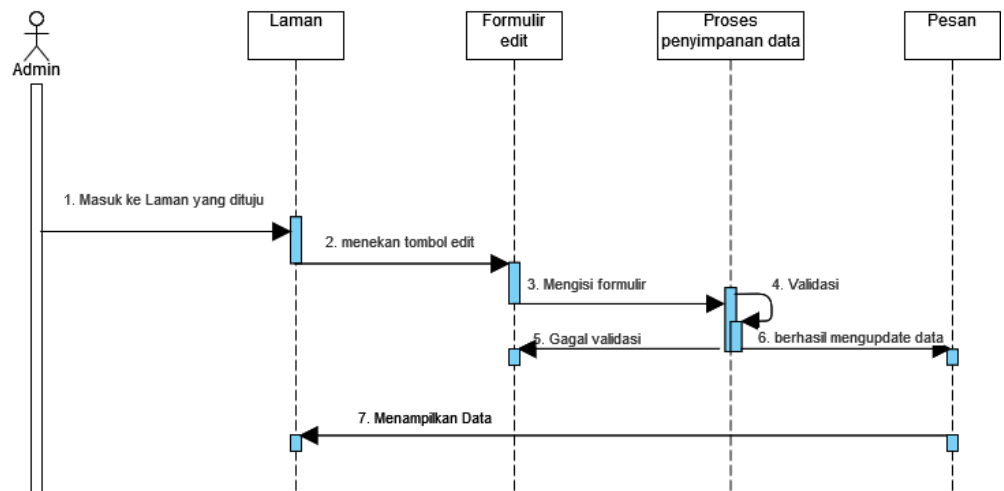 Admin
Laman
Formulir
edit
Proses
penyimpanan data
Pesan
1. Masuk ke Laman yang dituju
2. menekan tombol edit
3. Mengisi formulir
4. Validasi
5. Gagal validasi
6. berhasil mengupdate data
7. Menampilkan Data